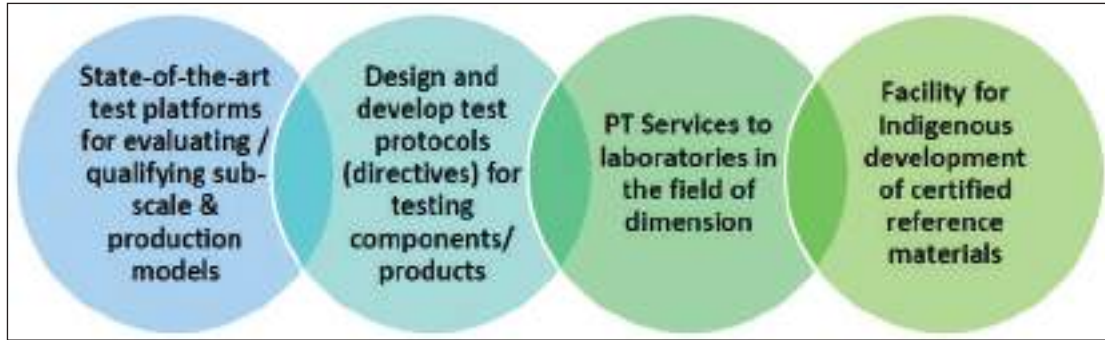 State-of-the-art
test platforms
for evaluating /
qualifying sub-
scale &
production
models
Design and
develop test
protocols
(directives) for
testing
components/
products
PT Services to
laboratories in
the field of
dimension
Facility for
Indigenous
development
of certified
reference
materials